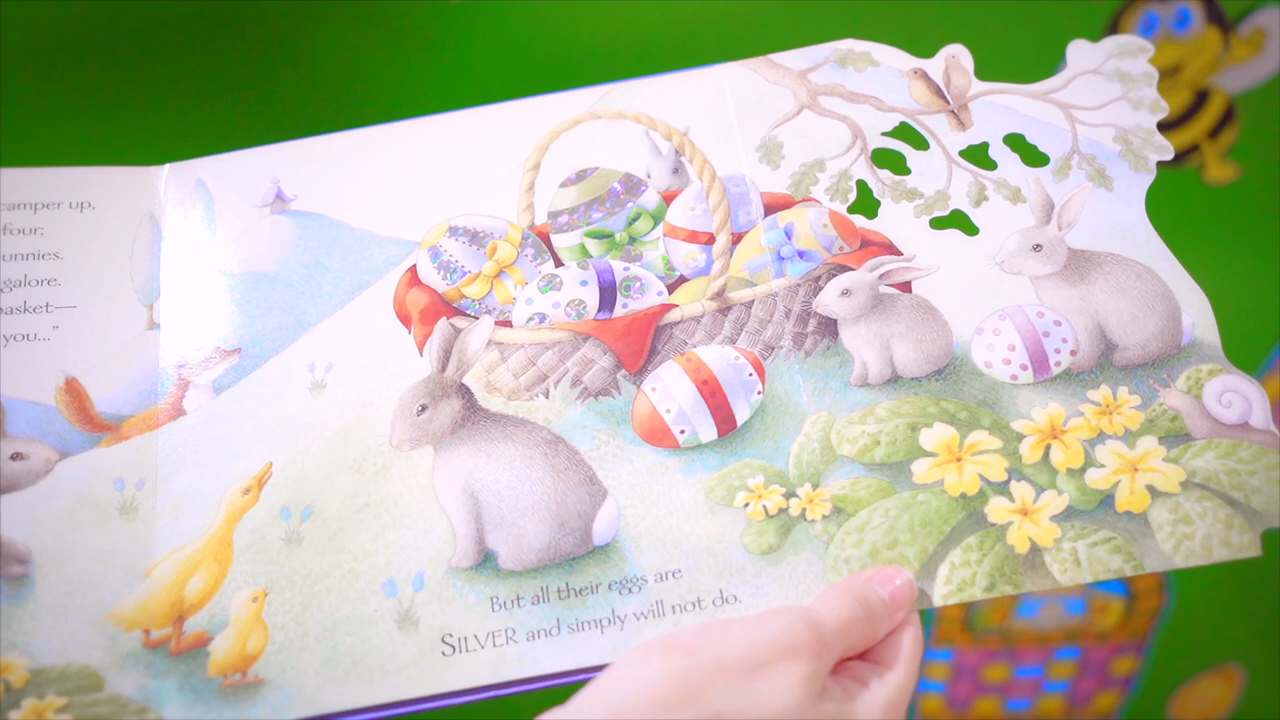 camper up,
four;
unnies.
galore.
basket—
you..."
But all their eggs are
SILVER and simply will not do.